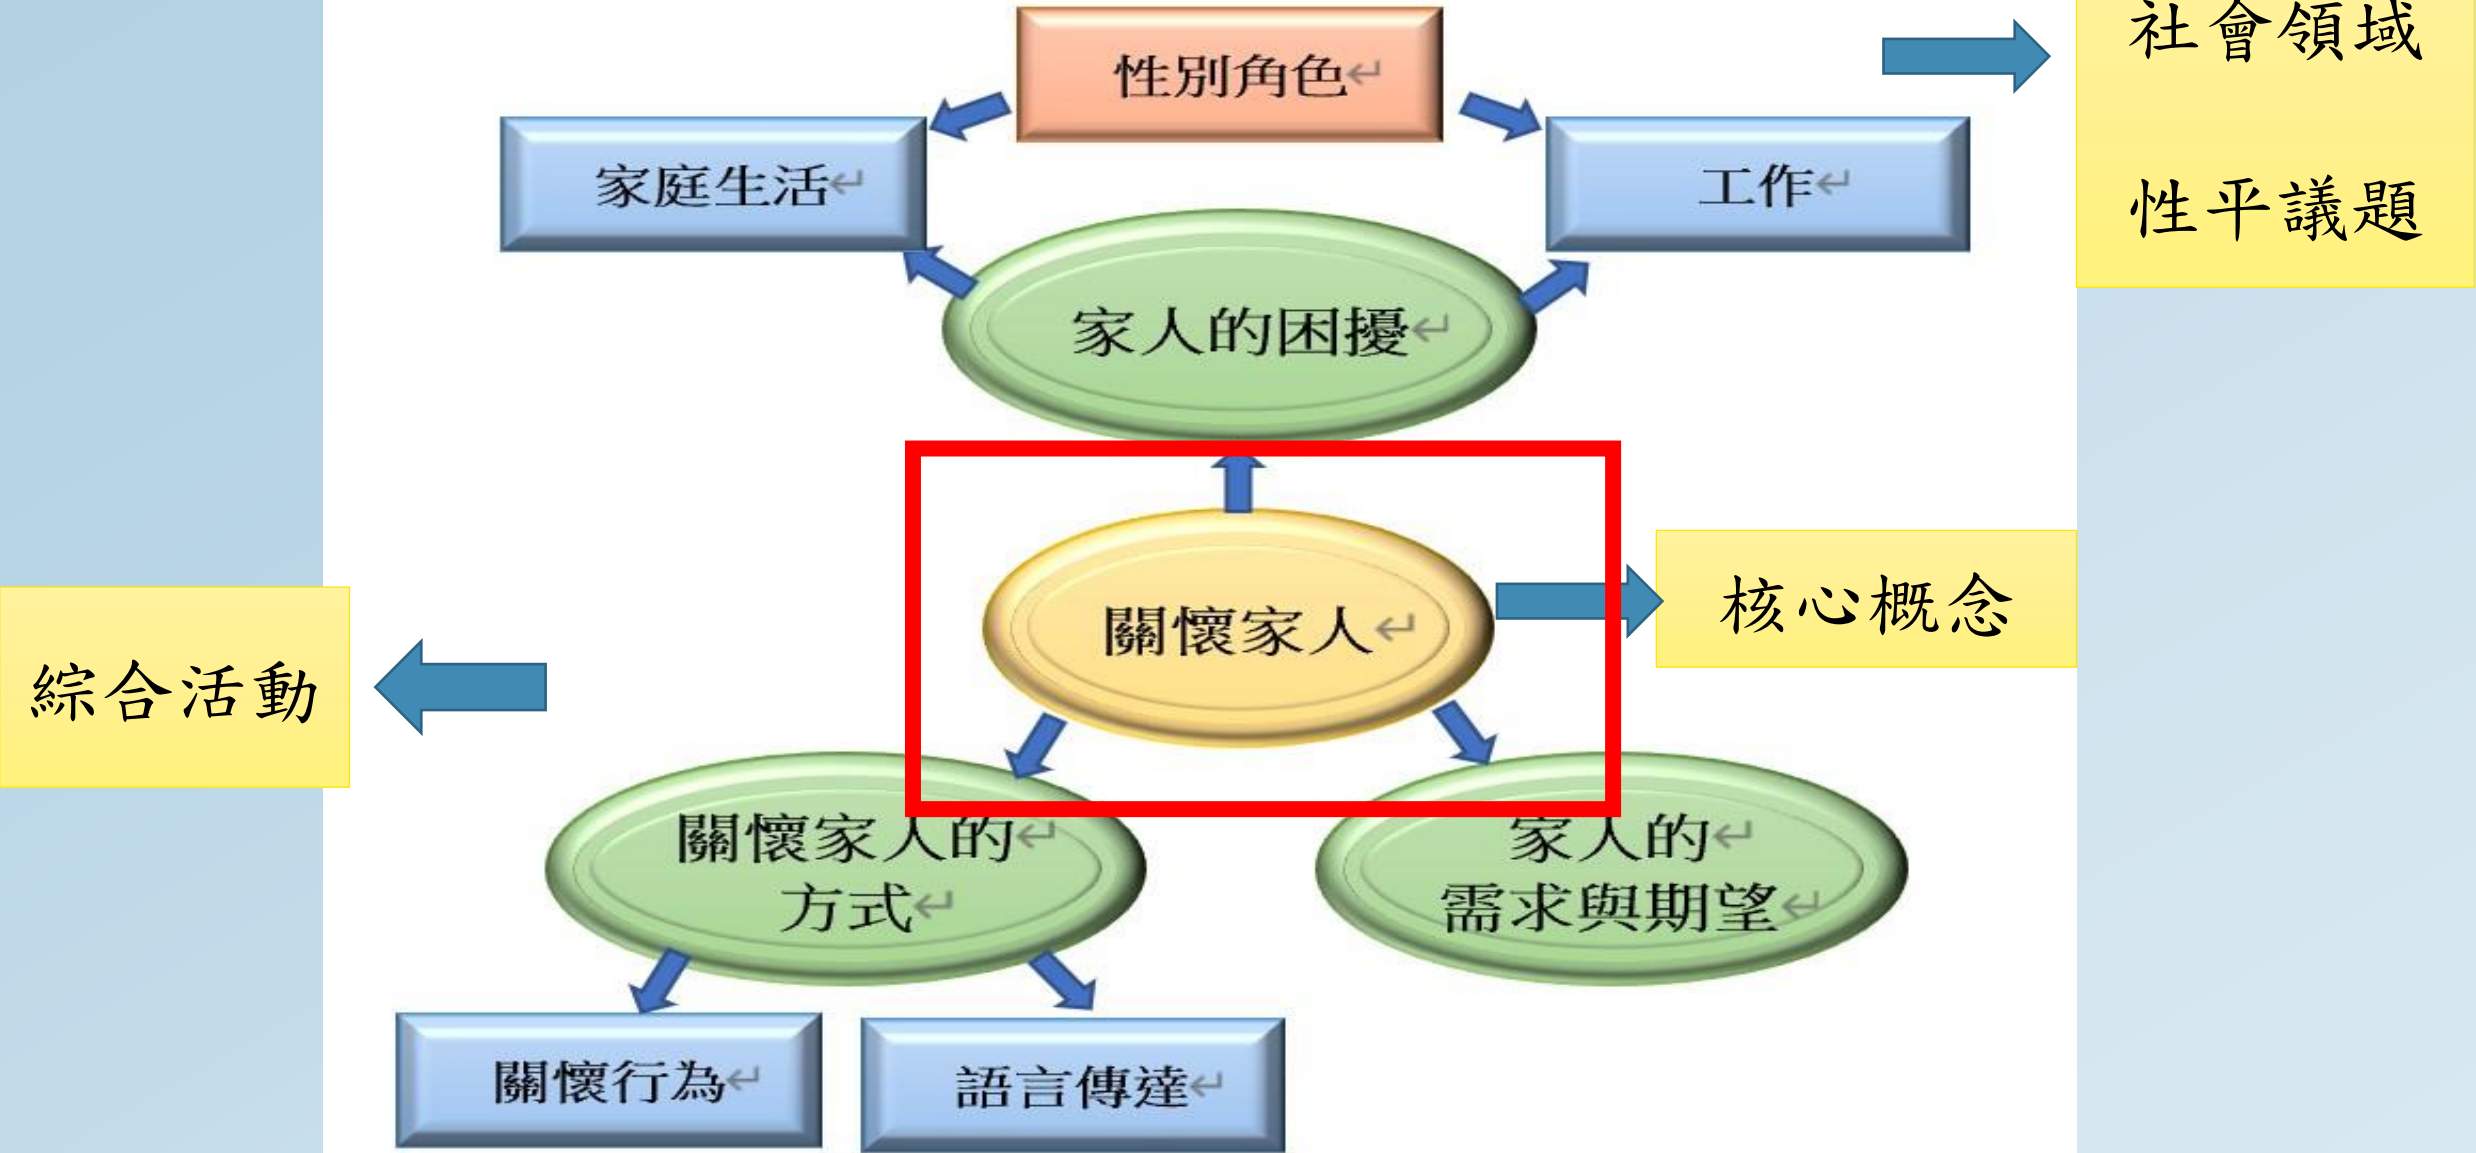 社會領域
性別角色
家庭生活
工作
性平議題
家人的困擾
關懷家人
核心概念
綜合活動
關懷家人的
方式
家人的
需求與期望
關懷行為
語言傳達